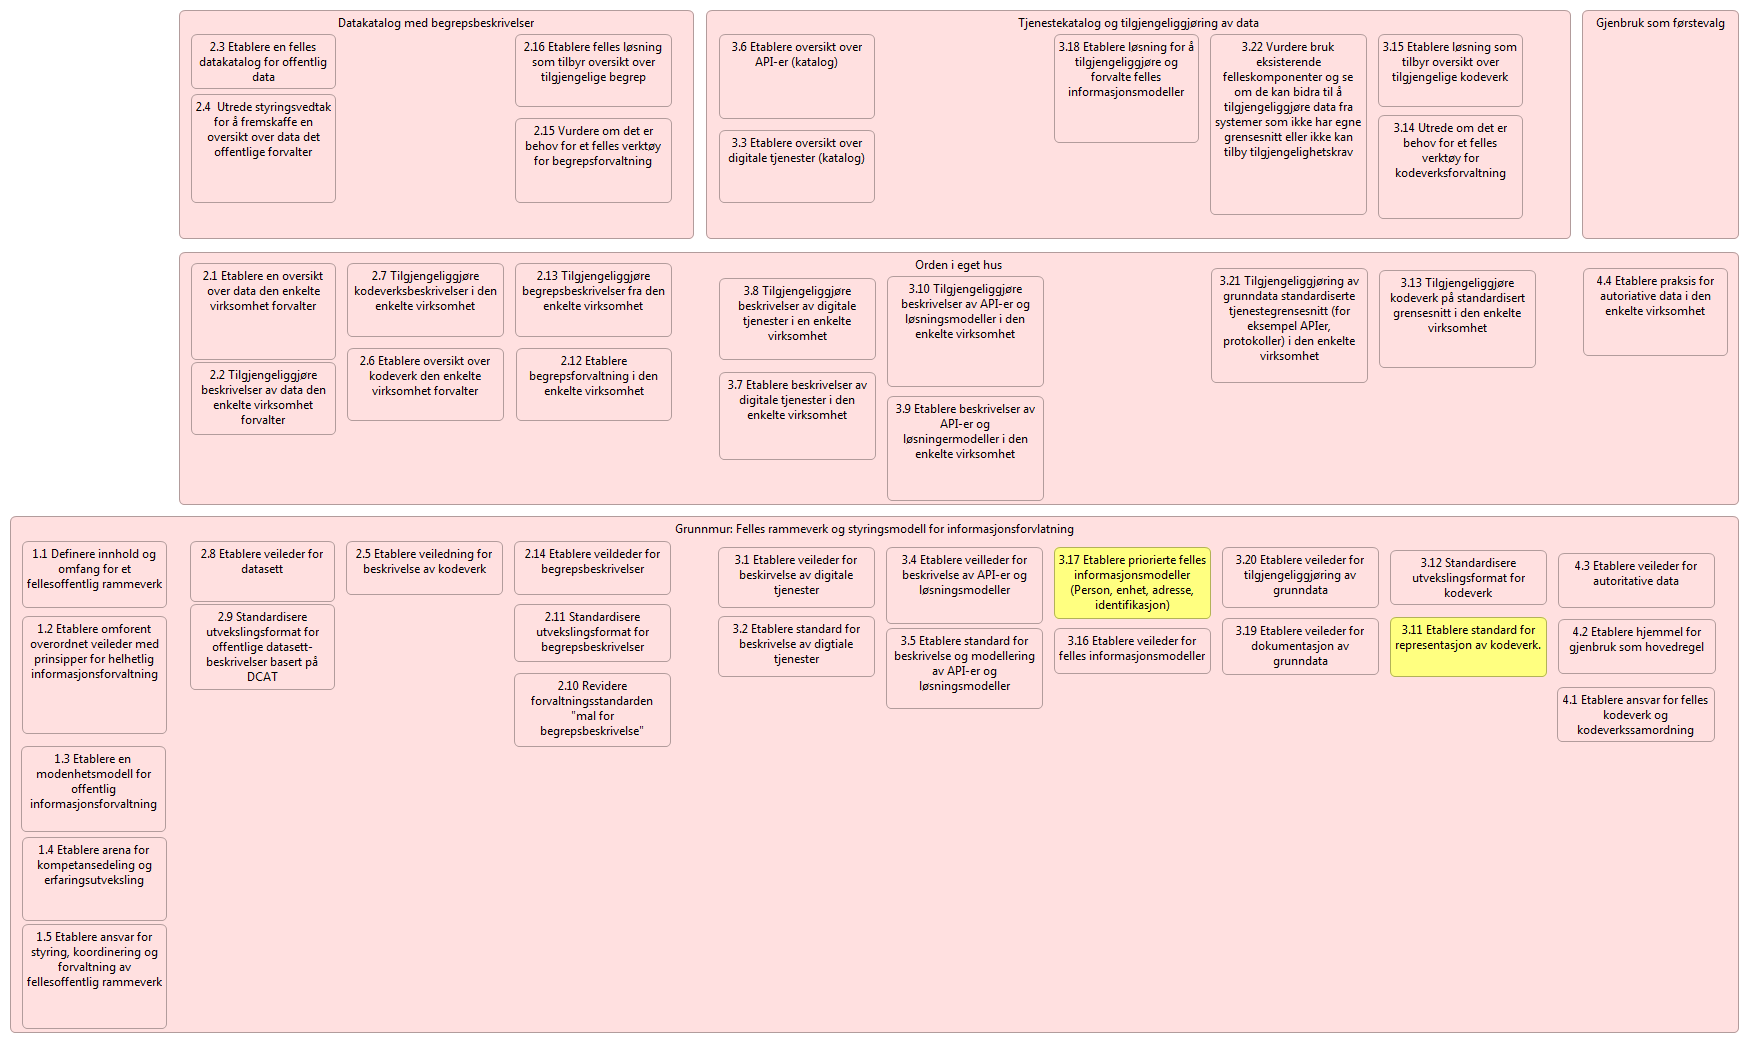 Datakatalog med begrepsbeskrivelser
2.3 Etablere en felles
datakatalog for offentlig
data
2.4  Utrede styringsvedtak
for å fremskaffe en
oversikt over data det
offentlige forvalter
2.16 Etablere felles løsning
som tilbyr oversikt over
tilgjengelige begrep
2.15 Vurdere om det er
behov for et felles verktøy
for begrepsforvaltning
Tjenestekatalog og tilgjengeliggjøring av data
3.6 Etablere oversikt over
API-er (katalog)
3.3 Etablere oversikt over
digitale tjenester (katalog)
3.18 Etablere løsning for å
tilgjengeliggjøre og
forvalte felles
informasjonsmodeller
3.22 Vurdere bruk
eksisterende
felleskomponenter og se
om de kan bidra til å
tilgjengeliggjøre data fra
systemer som ikke har egne
grensesnitt eller ikke kan
tilby tilgjengelighetskrav
3.15 Etablere løsning som
tilbyr oversikt over
tilgjengelige kodeverk
3.14 Utrede om det er
behov for et felles
verktøy for
kodeverksforvaltning
Gjenbruk som førstevalg
Orden i eget hus
2.1 Etablere en oversikt
over data den enkelte
virksomhet forvalter
2.2 Tilgjengeliggjøre
beskrivelser av data den
enkelte virksomhet
forvalter
2.7 Tilgjengeliggjøre
kodeverksbeskrivelser i den
enkelte virksomhet
2.6 Etablere oversikt over
kodeverk den enkelte
virksomhet forvalter
2.13 Tilgjengeliggjøre
begrepsbeskrivelser fra den
enkelte virksomhet
2.12 Etablere
begrepsforvaltning i den
enkelte virksomhet
3.8 Tilgjengeliggjøre
beskrivelser av digitale
tjenester i en enkelte
virksomhet
3.7 Etablere beskrivelser av
digitale tjenester i den
enkelte virksomhet
3.10 Tilgjengeliggjøre
beskrivelser av API-er og
løsningsmodeller i den
enkelte virksomhet
3.9 Etablere beskrivelser av
API-er og
løsningermodeller i den
enkelte virksomhet
3.21 Tilgjengeliggjøring av
grunndata standardiserte
tjenestegrensesnitt (for
eksempel APIer,
protokoller) i den enkelte
virksomhet
3.13 Tilgjengeliggjøre
kodeverk på standardisert
grensesnitt i den enkelte
virksomhet
4.4 Etablere praksis for
autoriative data i den
enkelte virksomhet
Grunnmur: Felles rammeverk og styringsmodell for informasjonsforvlatning
1.1 Definere innhold og
omfang for et
fellesoffentlig rammeverk
1.2 Etablere omforent
overordnet veileder med
prinsipper for helhetlig
informasjonsforvaltning
1.3 Etablere en
modenhetsmodell for
offentlig
informasjonsforvaltning
1.4 Etablere arena for
kompetansedeling og
erfaringsutveksling
1.5 Etablere ansvar for
styring, koordinering og
forvaltning av
fellesoffentlig rammeverk
2.8 Etablere veileder for
datasett
2.9 Standardisere
utvekslingsformat for
offentlige datasett-
beskrivelser basert på
DCAT
2.5 Etablere veiledning for
beskrivelse av kodeverk
2.14 Etablere veildeder for
begrepsbeskrivelser
2.11 Standardisere
utvekslingsformat for
begrepsbeskrivelser
2.10 Revidere
forvaltningsstandarden
"mal for
begrepsbeskrivelse"
3.1 Etablere veileder for
beskirvelse av digitale
tjenester
3.2 Etablere standard for
beskrivelse av digtiale
tjenester
3.4 Etablere veilleder for
beskrivelse av API-er og
løsningsmodeller
3.5 Etablere standard for
beskrivelse og modellering
av API-er og
løsningsmodeller
3.17 Etablere priorierte felles
informasjonsmodeller
(Person, enhet, adresse,
identifikasjon)
3.16 Etablere veileder for
felles informasjonsmodeller
3.20 Etablere veileder for
tilgjengeliggjøring av
grunndata
3.19 Etablere veileder for
dokumentasjon av
grunndata
3.12 Standardisere
utvekslingsformat for
kodeverk
3.11 Etablere standard for
representasjon av kodeverk.
4.3 Etablere veileder for
autoritative data
4.2 Etablere hjemmel for
gjenbruk som hovedregel
4.1 Etablere ansvar for felles
kodeverk og
kodeverkssamordning